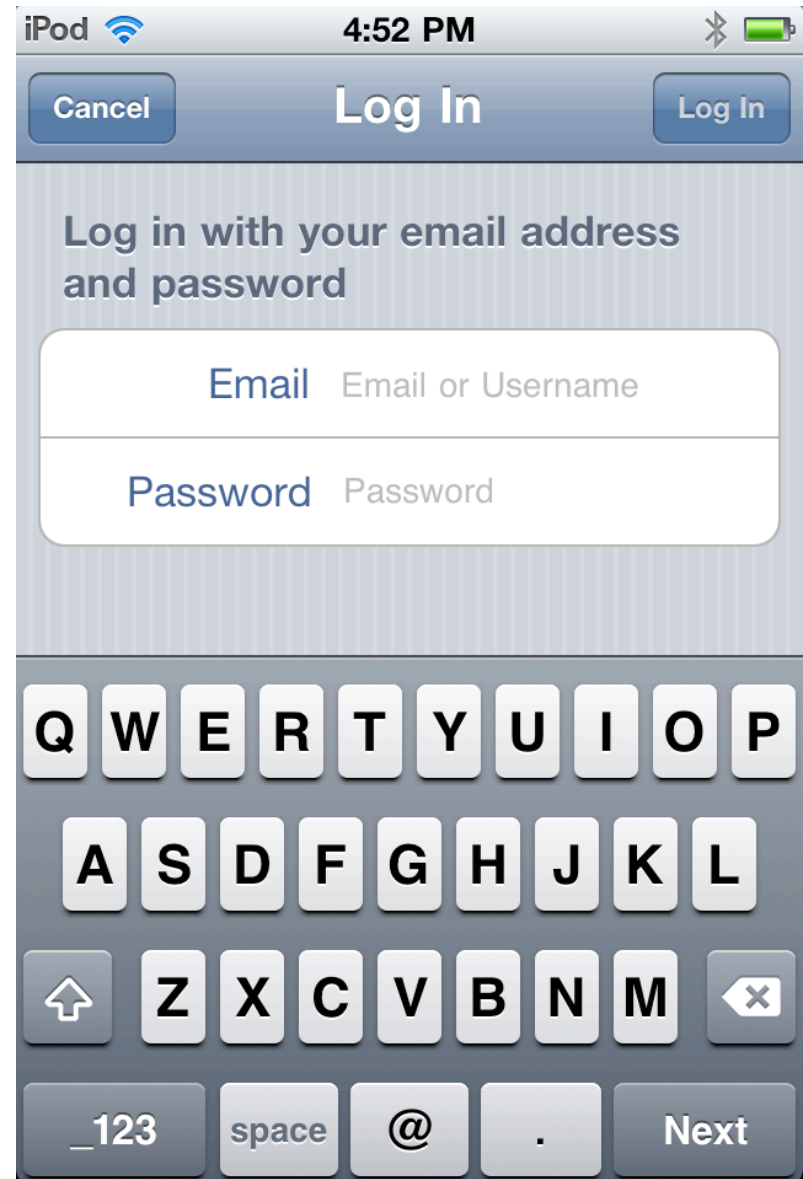 iPod 4:52 PM
Cancel Log In Log In
Log in with your email address
and password
Email Email or Username
Password Password
Q W E R T Y U I O P
A S D F G H J K L
Z X C V B N M
_123 space @ . Next